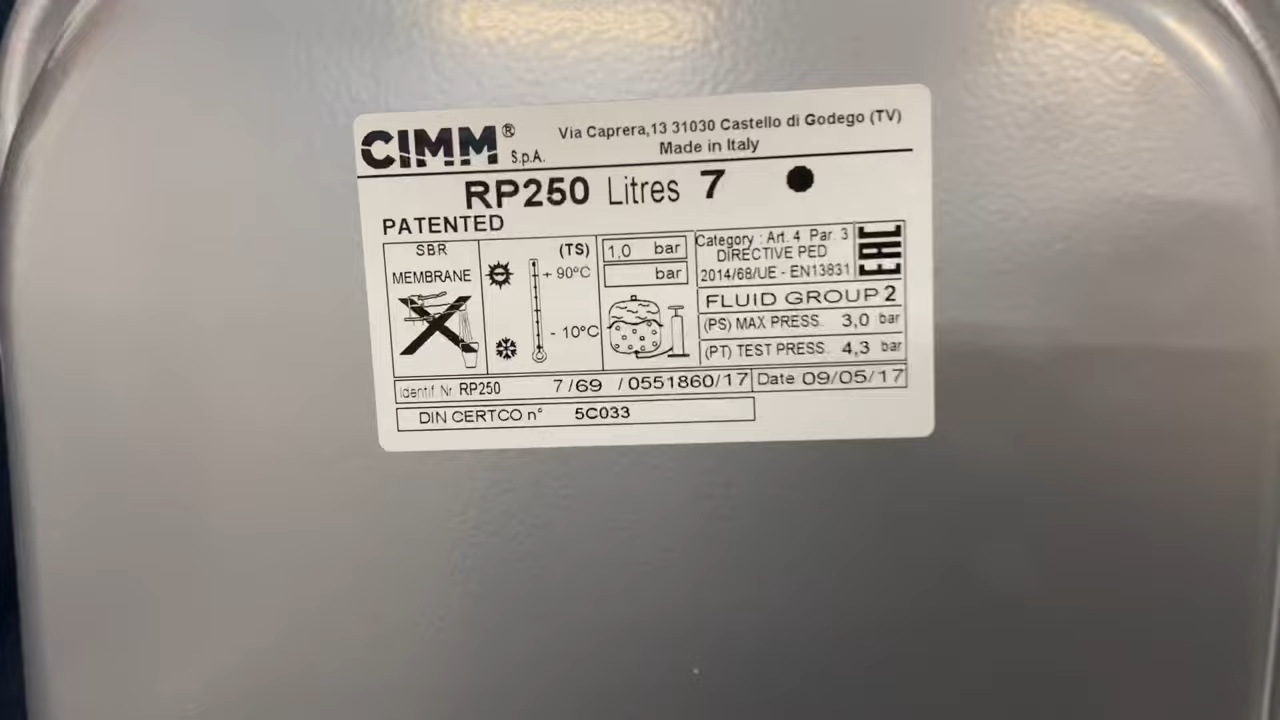 CIMM® S.p.A.
Via Caprera,13 31030 Castello di Godego (TV)
Made in Italy
RP250 Litres 7
PATENTED
SBR
MEMBRANE
(TS)
+ 90°C
- 10°C
1,0 bar
bar
Category : Art. 4 Par. 3
DIRECTIVE PED
2014/68/UE - EN13831
EAC
FLUID GROUP 2
(PS) MAX PRESS. 3,0 bar
(PT) TEST PRESS. 4,3 bar
Identif. Nr. RP250 7/69 /0551860/17 Date 09/05/17
DIN CERTCO n° 5C033